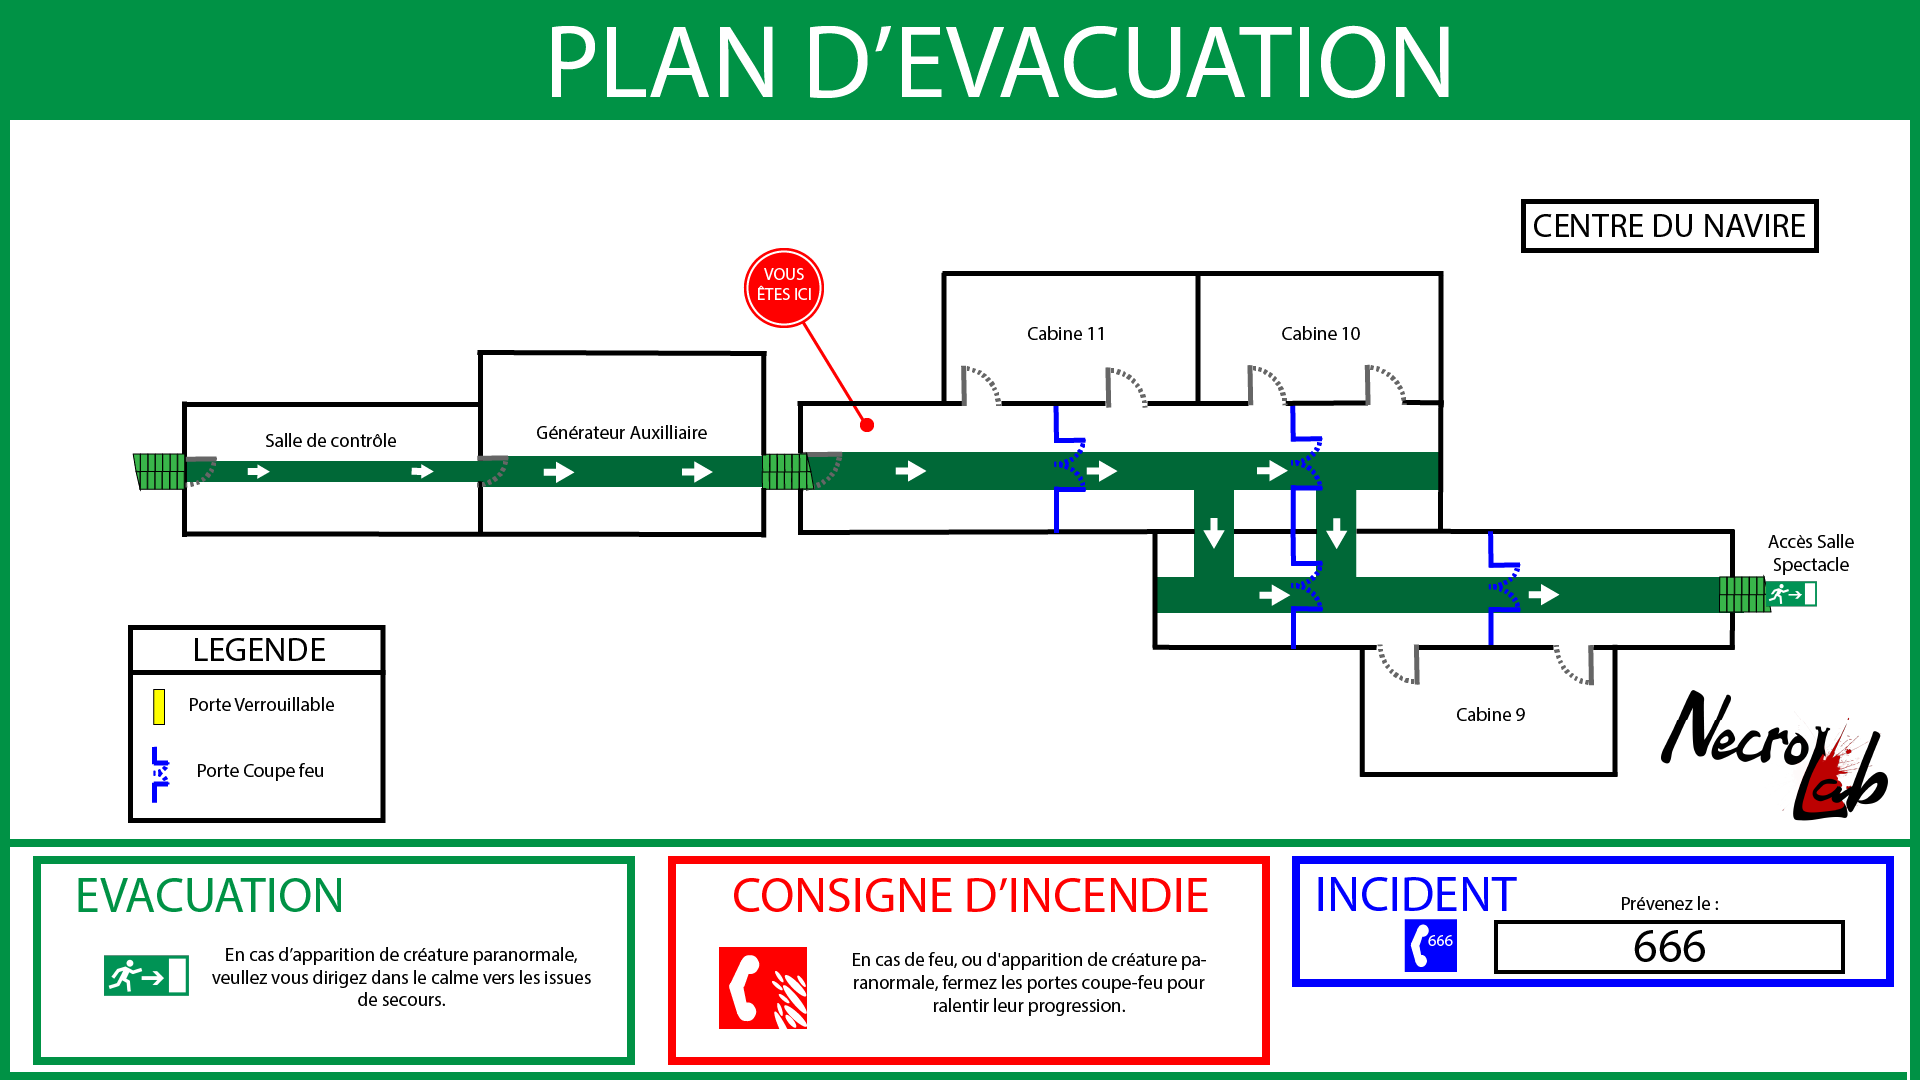 PLAN D’EVACUATION
CENTRE DU NAVIRE
VOUS
ÊTES ICI
Cabine 11
Cabine 10
Salle de contrôle
Générateur Auxilliaire
Accès Salle
Spectacle
Cabine 9
LEGENDE
Porte Verrouillable
Porte Coupe feu
NecroLab
EVACUATION
En cas d’apparition de créature paranormale,
veullez vous dirigez dans le calme vers les issues
de secours.
CONSIGNE D’INCENDIE
En cas de feu, ou d'apparition de créature pa-
ranormale, fermez les portes coupe-feu pour
ralentir leur progression.
INCIDENT
666
Prévenez le :
666